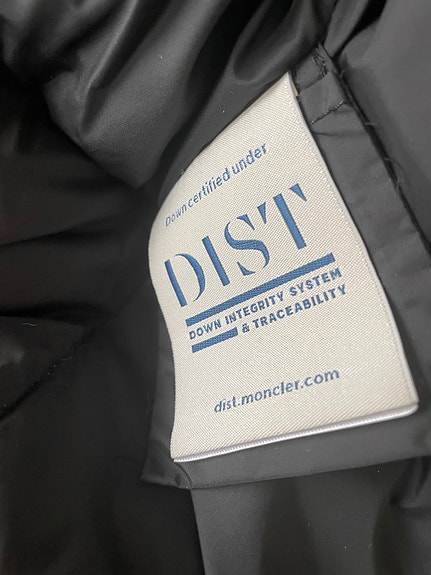 Down certified under
DIST
DOWN INTEGRITY SYSTEM
& TRACEABILITY
dist.moncler.com